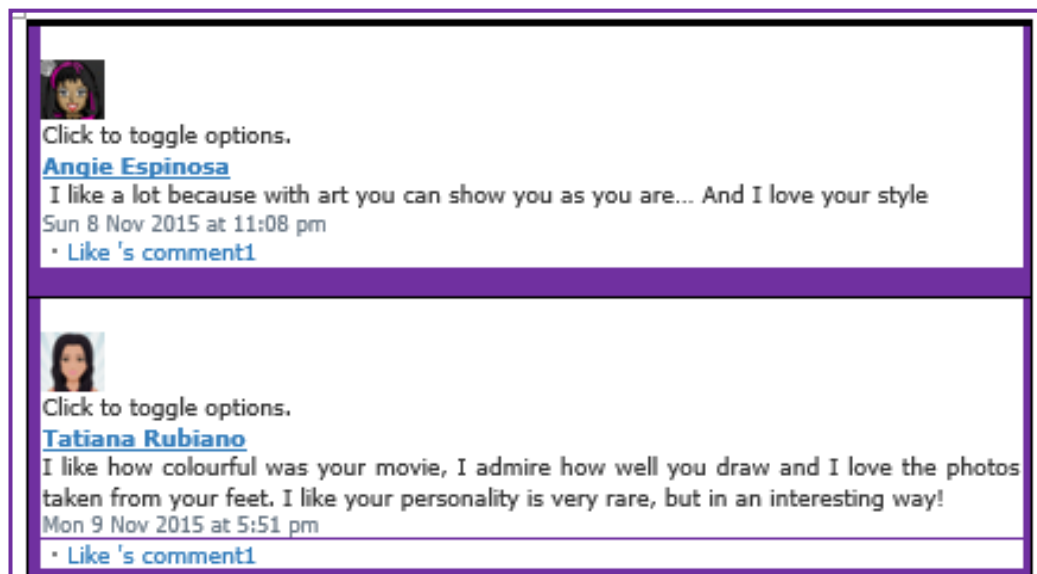 Click to toggle options.
Angie Espinosa
I like a lot because with art you can show you as you are... And I love your style
Sun 8 Nov 2015 at 11:08 pm
· Like 's comment1
Click to toggle options.
Tatiana Rubiano
I like how colourful was your movie, I admire how well you draw and I love the photos
taken from your feet. I like your personality is very rare, but in an interesting way!
Mon 9 Nov 2015 at 5:51 pm
· Like 's comment1